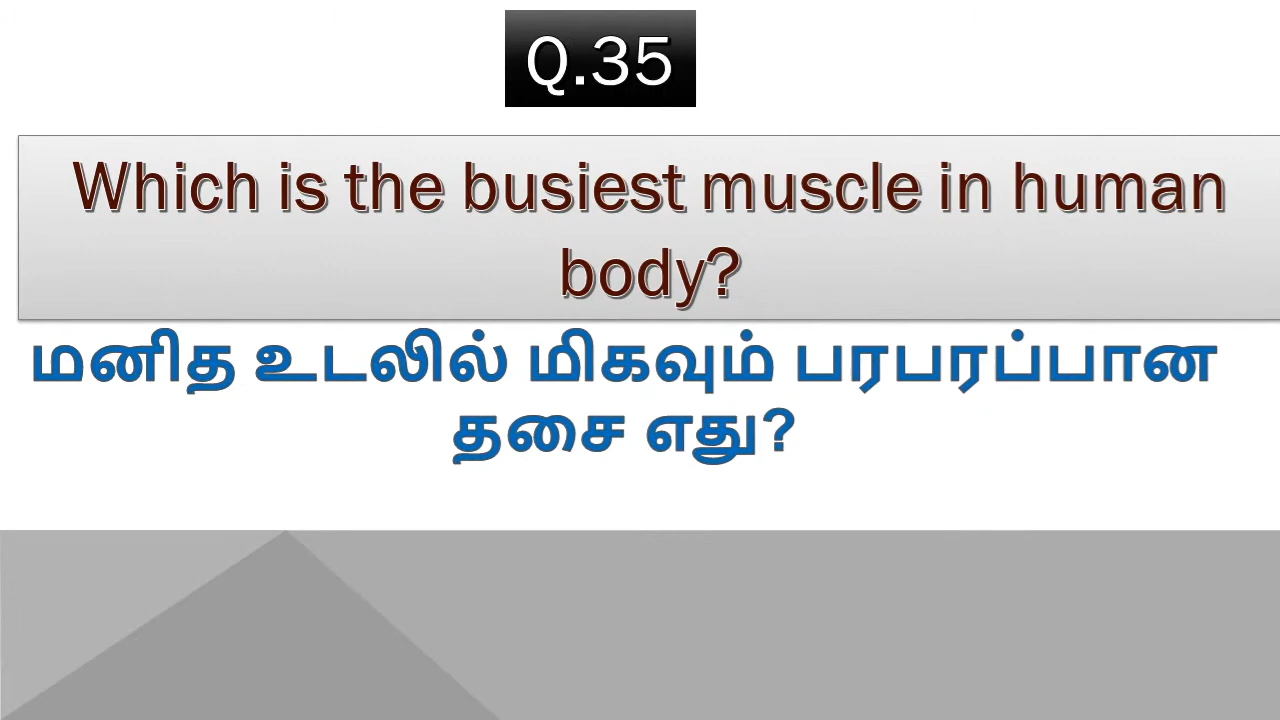 Q.35
Which is the busiest muscle in human
body?
மனித உடலில் மிகவும் பரபரப்பான
தசை எது?